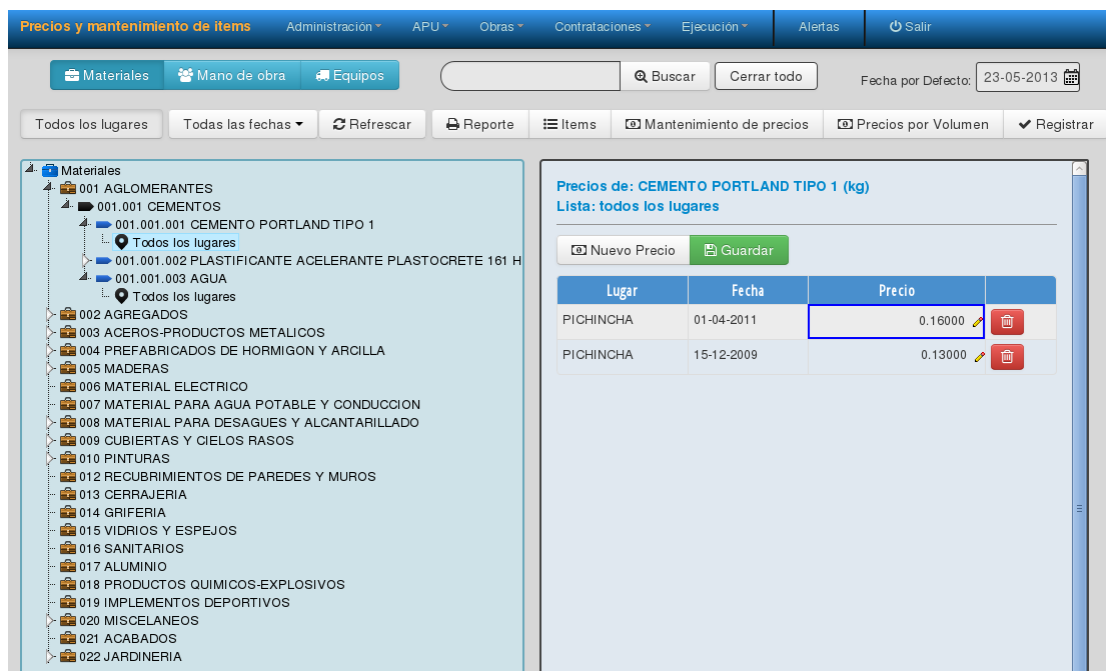 Precios y mantenimiento de items Administración APU Obras Contrataciones Ejecución Alertas Salir
Materiales Mano de obra Equipos Buscar Cerrar todo Fecha por Defecto: 23-05-2013
Todos los lugares Todas las fechas Refrescar Reporte Items Mantenimiento de precios Precios por Volumen Registrar
Materiales
001 AGLOMERANTES
001.001 CEMENTOS
001.001.001 CEMENTO PORTLAND TIPO 1
Todos los lugares
001.001.002 PLASTIFICANTE ACELERANTE PLASTOCRETE 161 H
001.001.003 AGUA
Todos los lugares
002 AGREGADOS
003 ACEROS-PRODUCTOS METALICOS
004 PREFABRICADOS DE HORMIGON Y ARCILLA
005 MADERAS
006 MATERIAL ELECTRICO
007 MATERIAL PARA AGUA POTABLE Y CONDUCCION
008 MATERIAL PARA DESAGUES Y ALCANTARILLADO
009 CUBIERTAS Y CIELOS RASOS
010 PINTURAS
012 RECUBRIMIENTOS DE PAREDES Y MUROS
013 CERRAJERIA
014 GRIFERIA
015 VIDRIOS Y ESPEJOS
016 SANITARIOS
017 ALUMINIO
018 PRODUCTOS QUIMICOS-EXPLOSIVOS
019 IMPLEMENTOS DEPORTIVOS
020 MISCELANEOS
021 ACABADOS
022 JARDINERIA
Precios de: CEMENTO PORTLAND TIPO 1 (kg)
Lista: todos los lugares
Nuevo Precio Guardar
Lugar Fecha Precio
PICHINCHA 01-04-2011 0.16000
PICHINCHA 15-12-2009 0.13000